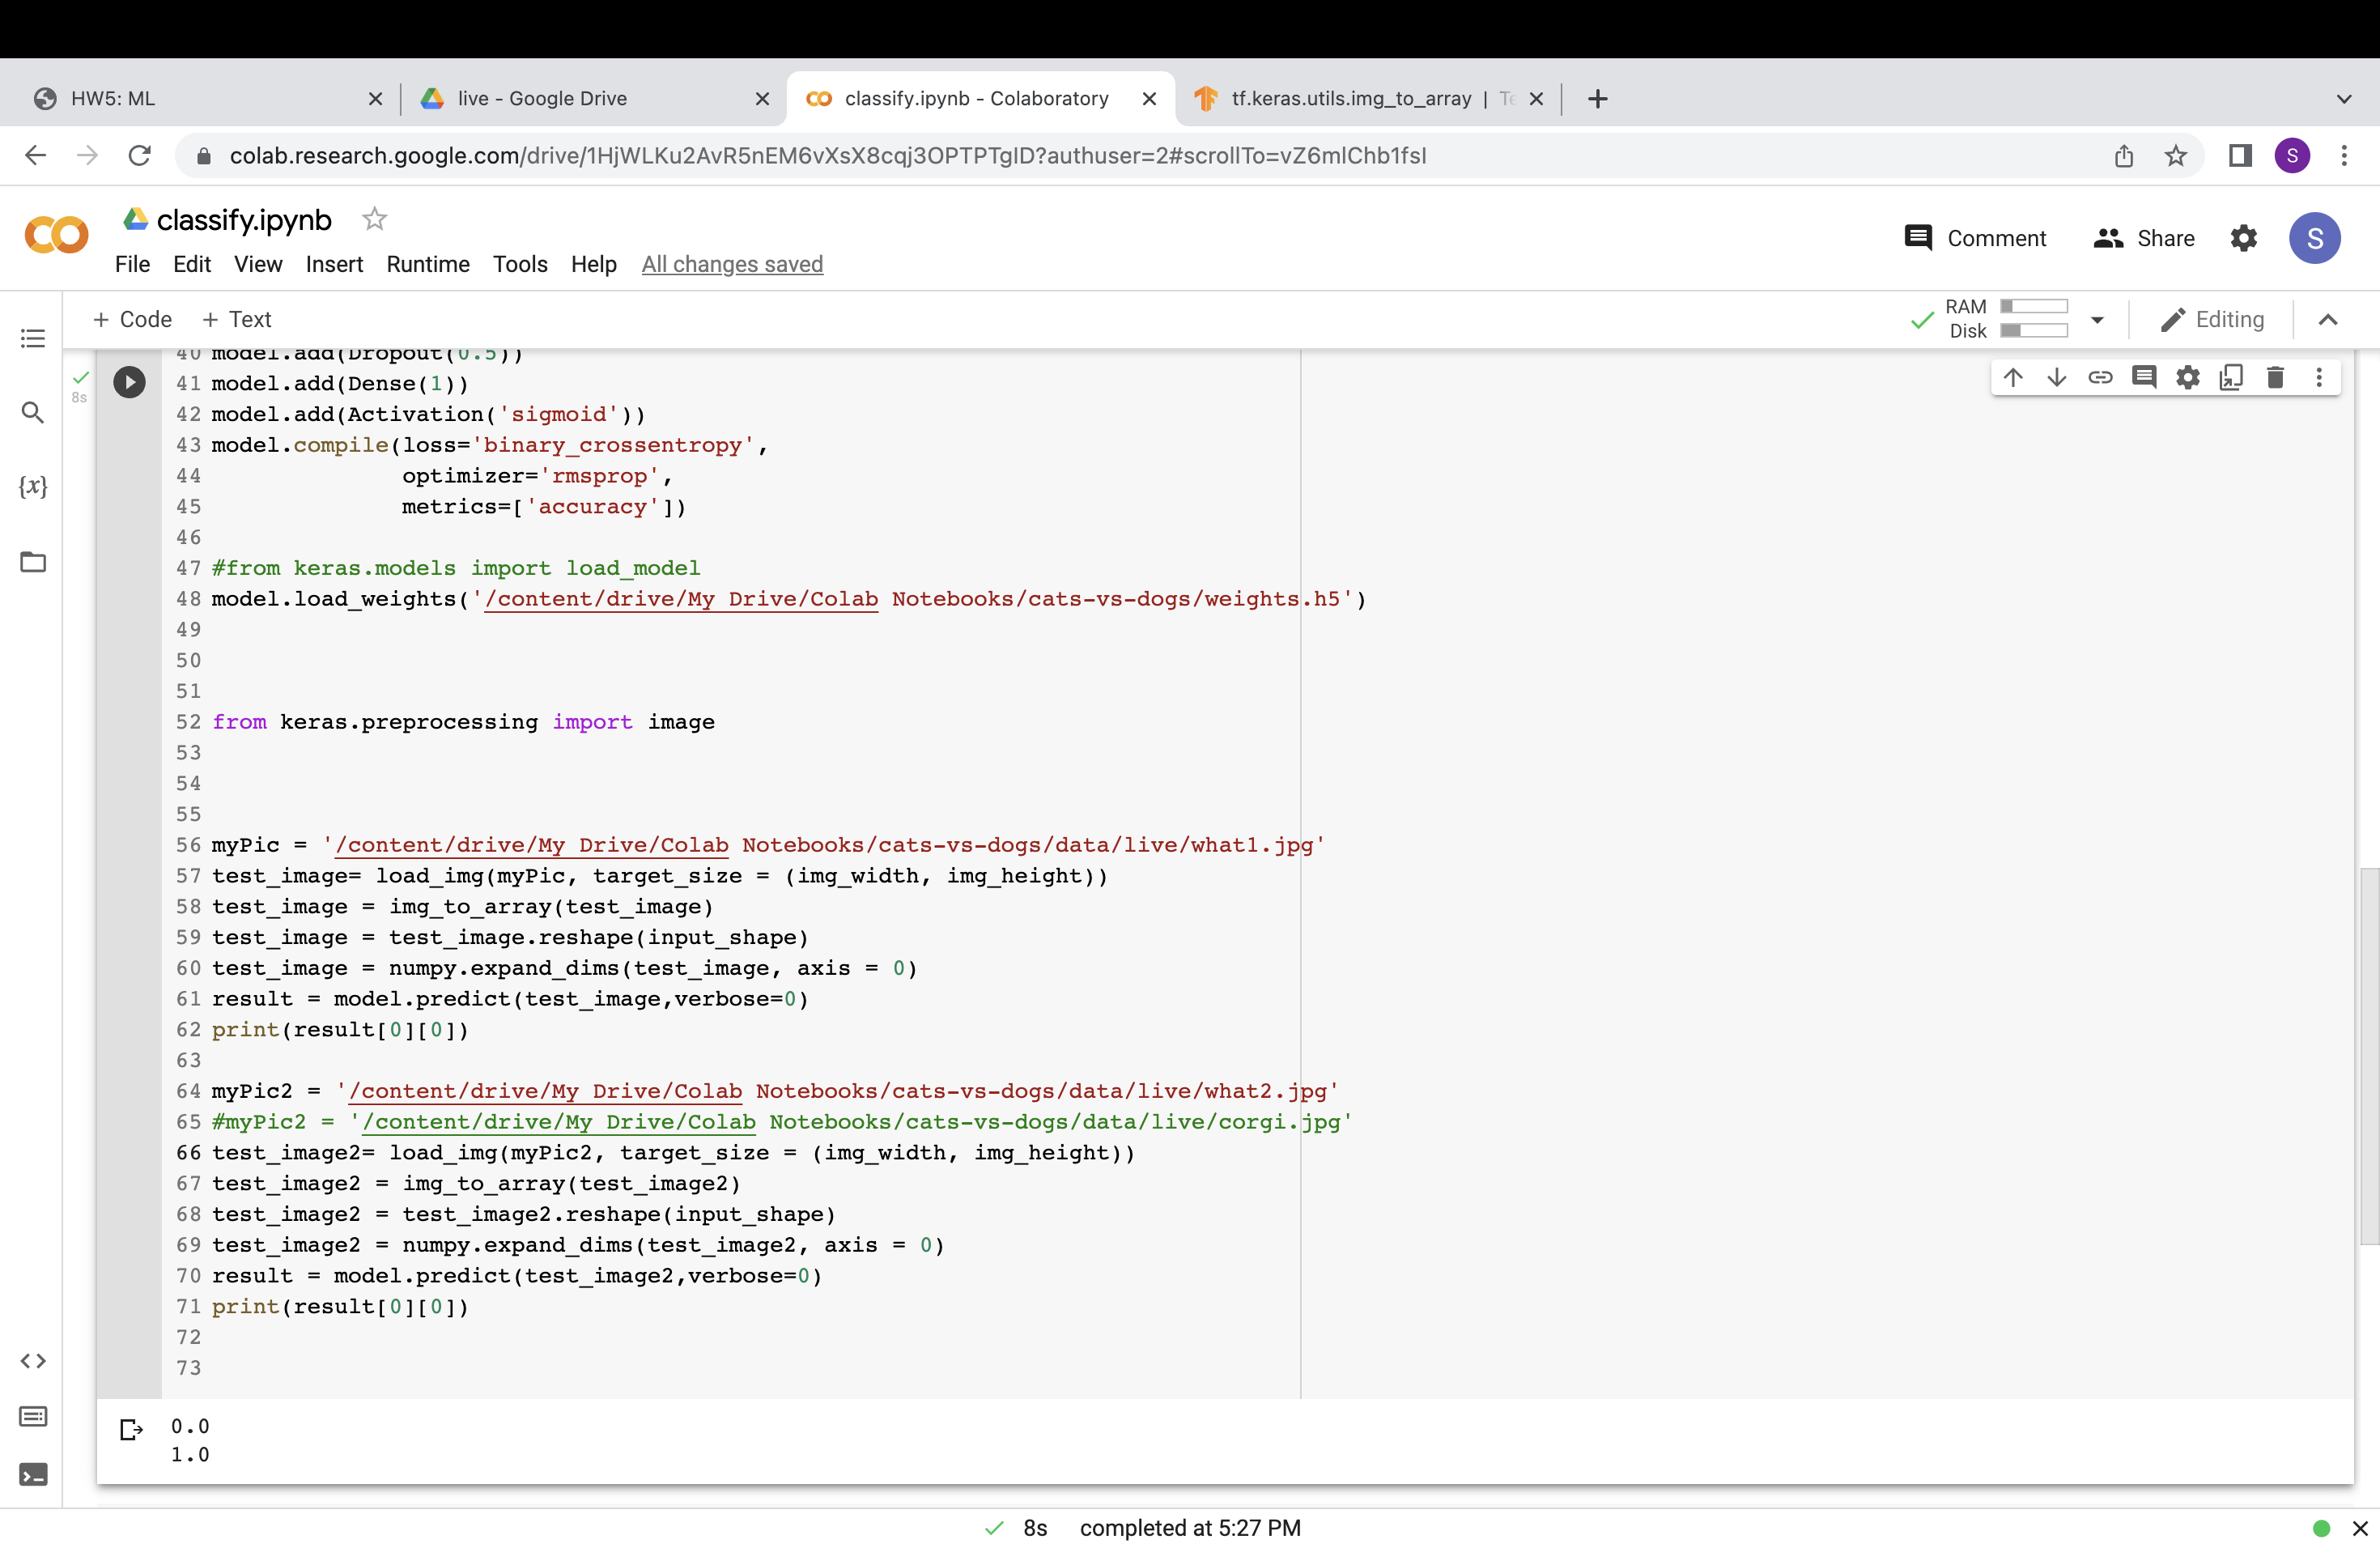 HW5: ML
live - Google Drive
classify.ipynb - Colaboratory
tf.keras.utils.img_to_array | Te
colab.research.google.com/drive/1HjWLKu2AvR5nEM6vXsX8cqj3OPTPTgID?authuser=2#scrollTo=vZ6mlChb1fsI
S
classify.ipynb
File Edit View Insert Runtime Tools Help All changes saved
Comment
Share
S
+ Code + Text
RAM
Disk
Editing
8s
40 model.add(Dropout(0.5))
41 model.add(Dense(1))
42 model.add(Activation('sigmoid'))
43 model.compile(loss='binary_crossentropy',
44 optimizer='rmsprop',
45 metrics=['accuracy'])
46
47 #from keras.models import load_model
48 model.load_weights('/content/drive/My Drive/Colab Notebooks/cats-vs-dogs/weights.h5')
49
50
51
52 from keras.preprocessing import image
53
54
55
56 myPic = '/content/drive/My Drive/Colab Notebooks/cats-vs-dogs/data/live/what1.jpg'
57 test_image= load_img(myPic, target_size = (img_width, img_height))
58 test_image = img_to_array(test_image)
59 test_image = test_image.reshape(input_shape)
60 test_image = numpy.expand_dims(test_image, axis = 0)
61 result = model.predict(test_image,verbose=0)
62 print(result[0][0])
63
64 myPic2 = '/content/drive/My Drive/Colab Notebooks/cats-vs-dogs/data/live/what2.jpg'
65 #myPic2 = '/content/drive/My Drive/Colab Notebooks/cats-vs-dogs/data/live/corgi.jpg'
66 test_image2= load_img(myPic2, target_size = (img_width, img_height))
67 test_image2 = img_to_array(test_image2)
68 test_image2 = test_image2.reshape(input_shape)
69 test_image2 = numpy.expand_dims(test_image2, axis = 0)
70 result = model.predict(test_image2,verbose=0)
71 print(result[0][0])
72
73
{x}
0.0
1.0
8s completed at 5:27 PM